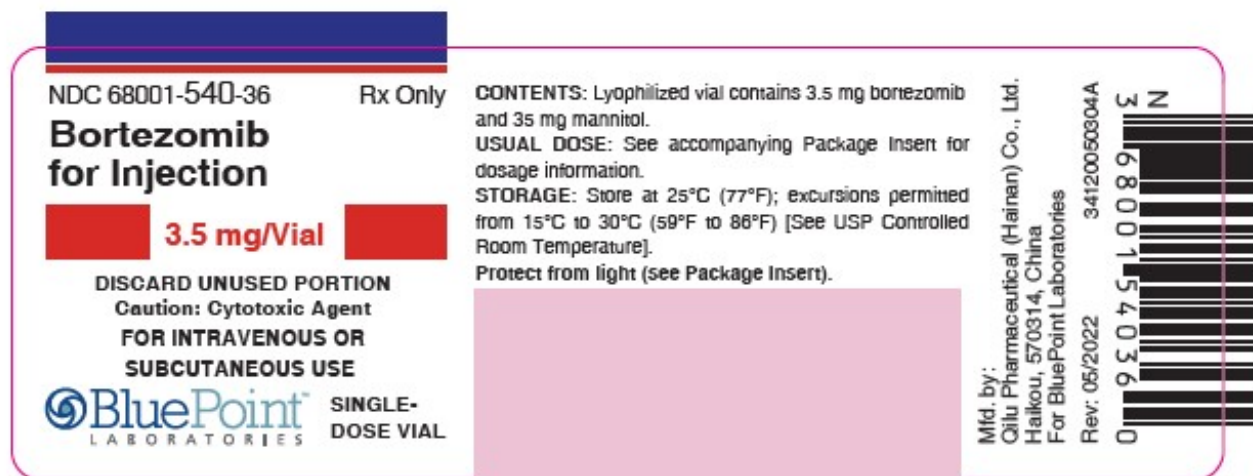 NDC 68001-540-36 Rx Only
Bortezomib
for Injection
3.5 mg/Vial
DISCARD UNUSED PORTION
Caution: Cytotoxic Agent
FOR INTRAVENOUS OR
SUBCUTANEOUS USE
BluePoint™
LABORATORIES
SINGLE-
DOSE VIAL
CONTENTS: Lyophilized vial contains 3.5 mg bortezomib
and 35 mg mannitol.
USUAL DOSE: See accompanying Package Insert for
dosage information.
STORAGE: Store at 25°C (77°F); excursions permitted
from 15°C to 30°C (59°F to 86°F) [See USP Controlled
Room Temperature].
Protect from light (see Package Insert).
Mfd. by:
Qilu Pharmaceutical (Hainan) Co., Ltd.
Haikou, 570314, China
For BluePoint Laboratories
Rev: 05/2022 34120050304A
N
3 68001 54036 0